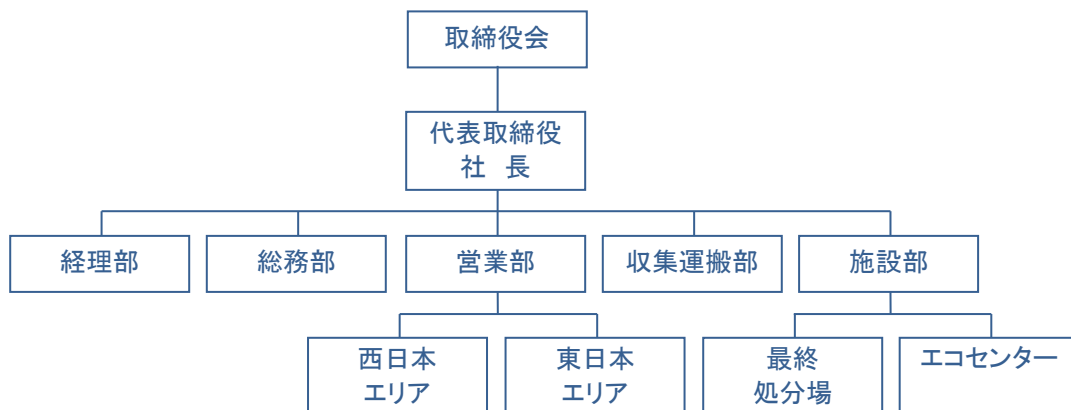 取締役会
代表取締役
社　長
経理部
総務部
営業部
収集運搬部
施設部
西日本
エリア
東日本
エリア
最終
処分場
エコセンター